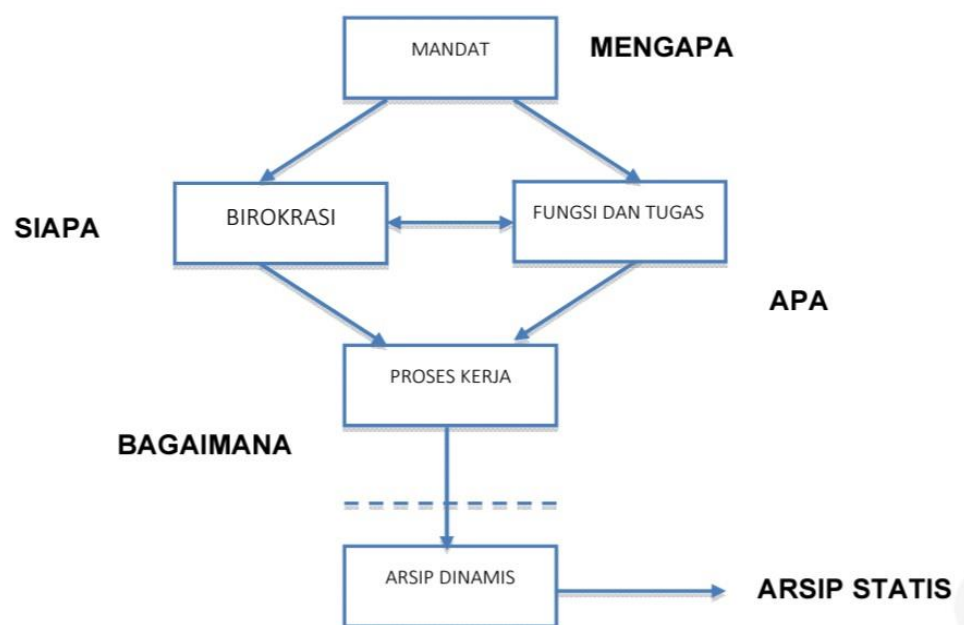 MANDAT
MENGAPA
SIAPA
BIROKRASI
FUNGSI DAN TUGAS
APA
PROSES KERJA
BAGAIMANA
ARSIP DINAMIS
ARSIP STATIS